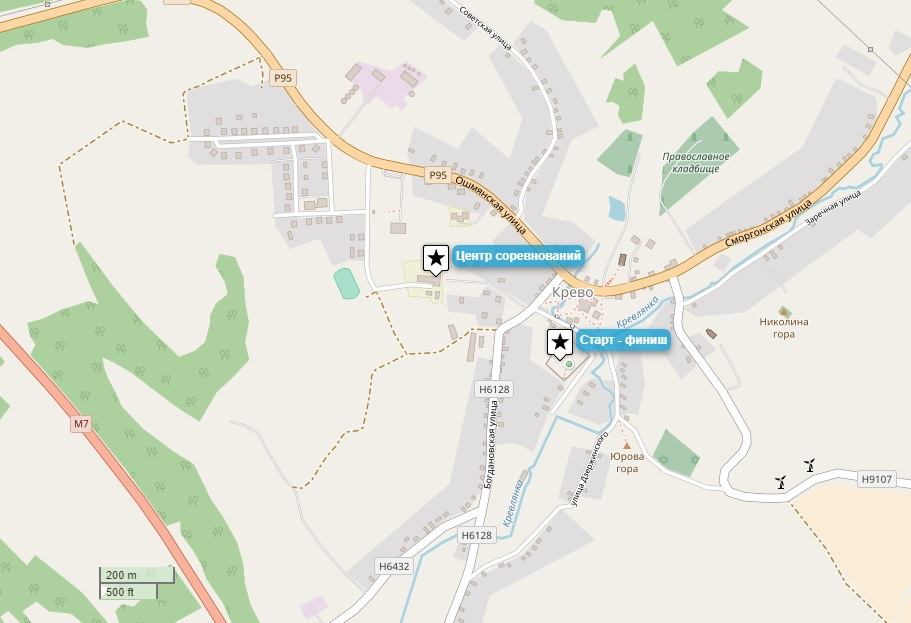 Советская улица
P95
Православное
кладбище
P95
Ошмянская улица
Заречная улица
Сморгонская улица
Центр соревнований
Крево
Кревлянка
Николина
гора
Старт - финиш
H6128
M7
Богдановская улица
улица Дзержинского
Юрова
гора
H9107
Кревлянка
H6128
H6432
200 m
500 ft